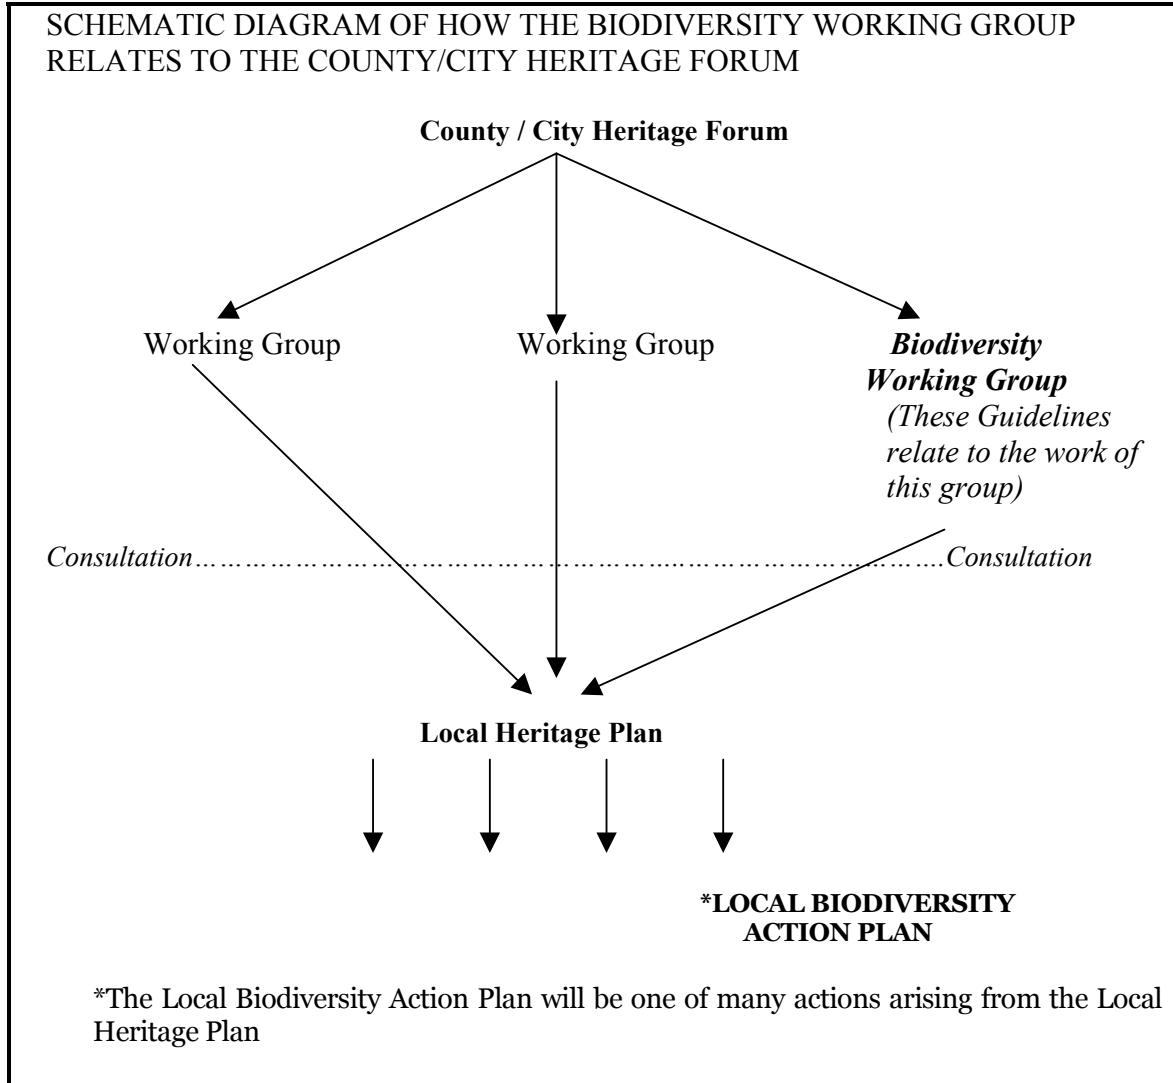 SCHEMATIC DIAGRAM OF HOW THE BIODIVERSITY WORKING GROUP
RELATES TO THE COUNTY/CITY HERITAGE FORUM
County / City Heritage Forum
Working Group
Working Group
Biodiversity
Working Group
(These Guidelines
relate to the work of
this group)
Consultation………………………………………………..…………………………....Consultation
Local Heritage Plan
*LOCAL BIODIVERSITY
ACTION PLAN
*The Local Biodiversity Action Plan will be one of many actions arising from the Local
Heritage Plan